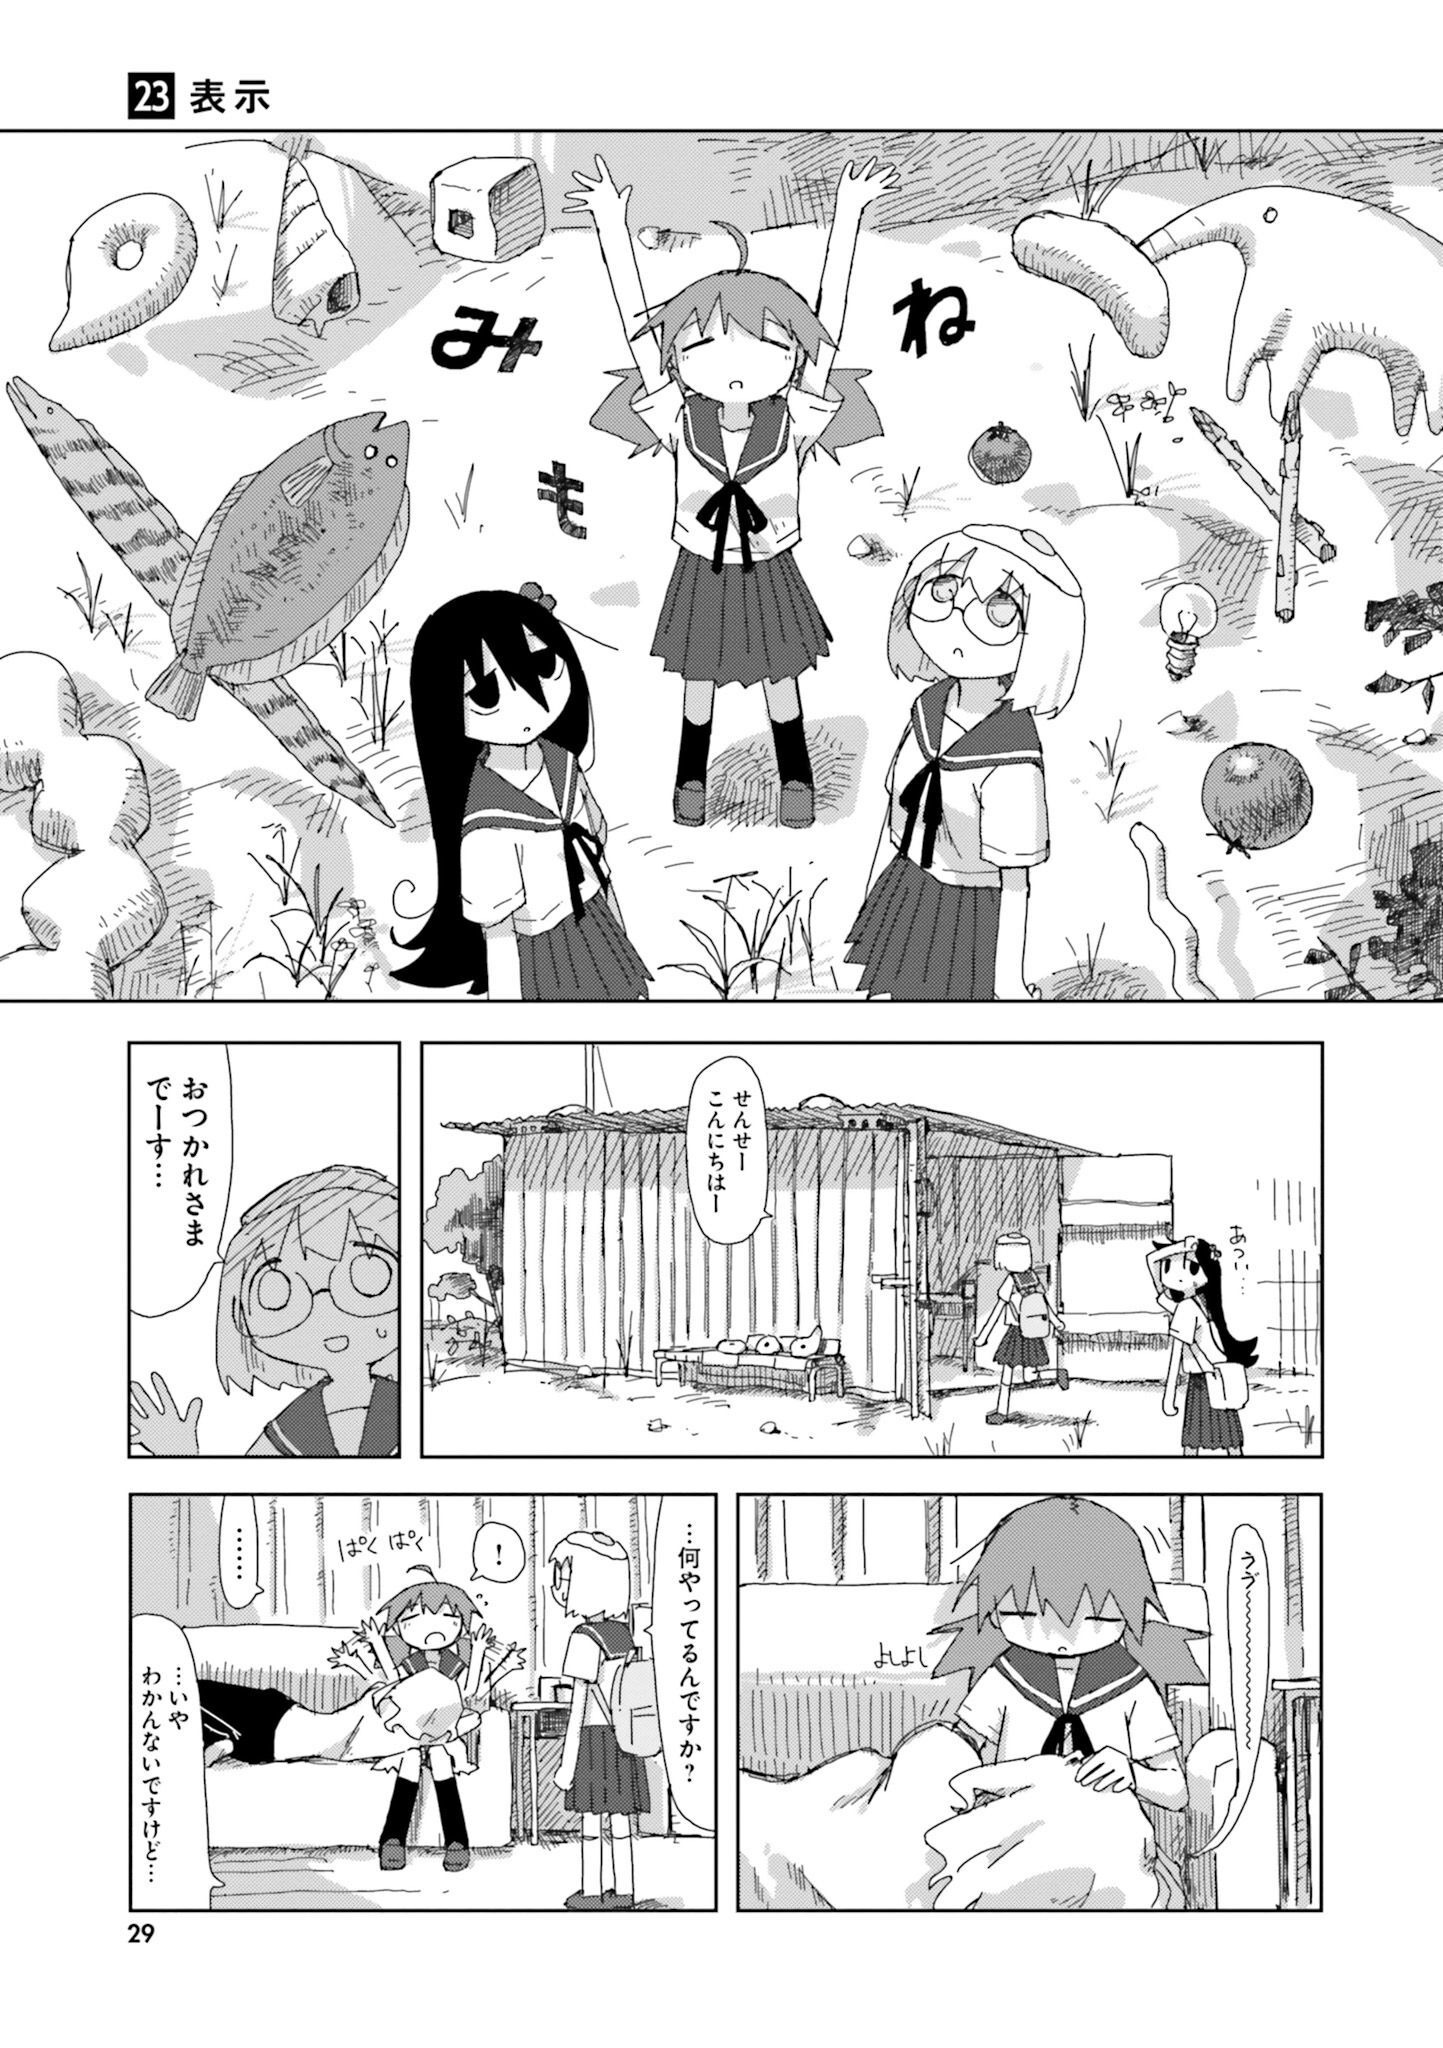 23 表示
ね
み
も
せんせー
こんにちはー
あつい…
おつかれさま
でーす…
うう゛〜〜〜〜
よしよし
…何やってるんですか?
!
ぱく ぱく
……
…いや
わかんないですけど…
29